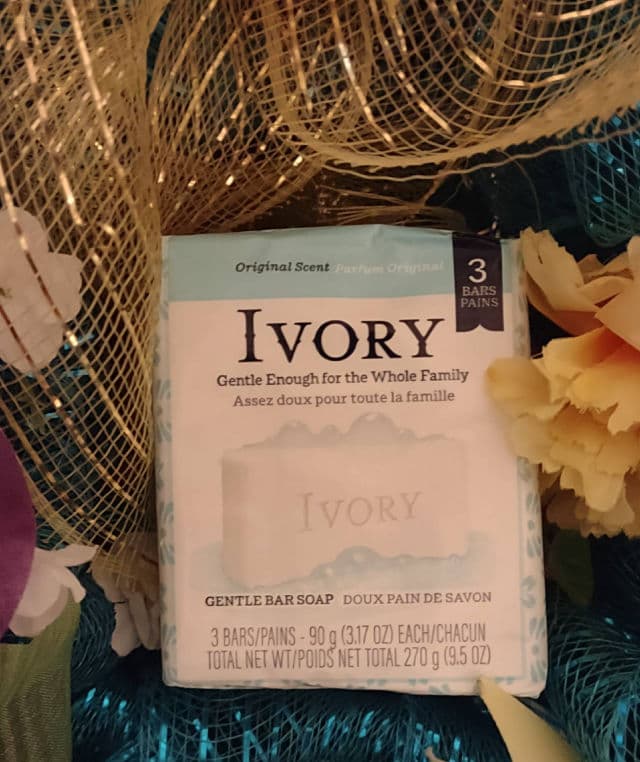 Original Scent Parfum Original
3
BARS
PAINS
IVORY
Gentle Enough for the Whole Family
Assez doux pour toute la famille
IVORY
GENTLE BAR SOAP DOUX PAIN DE SAVON
3 BARS/PAINS - 90 g (3.17 OZ) EACH/CHACUN
TOTAL NET WT/POIDS NET TOTAL 270 g (9.5 OZ)